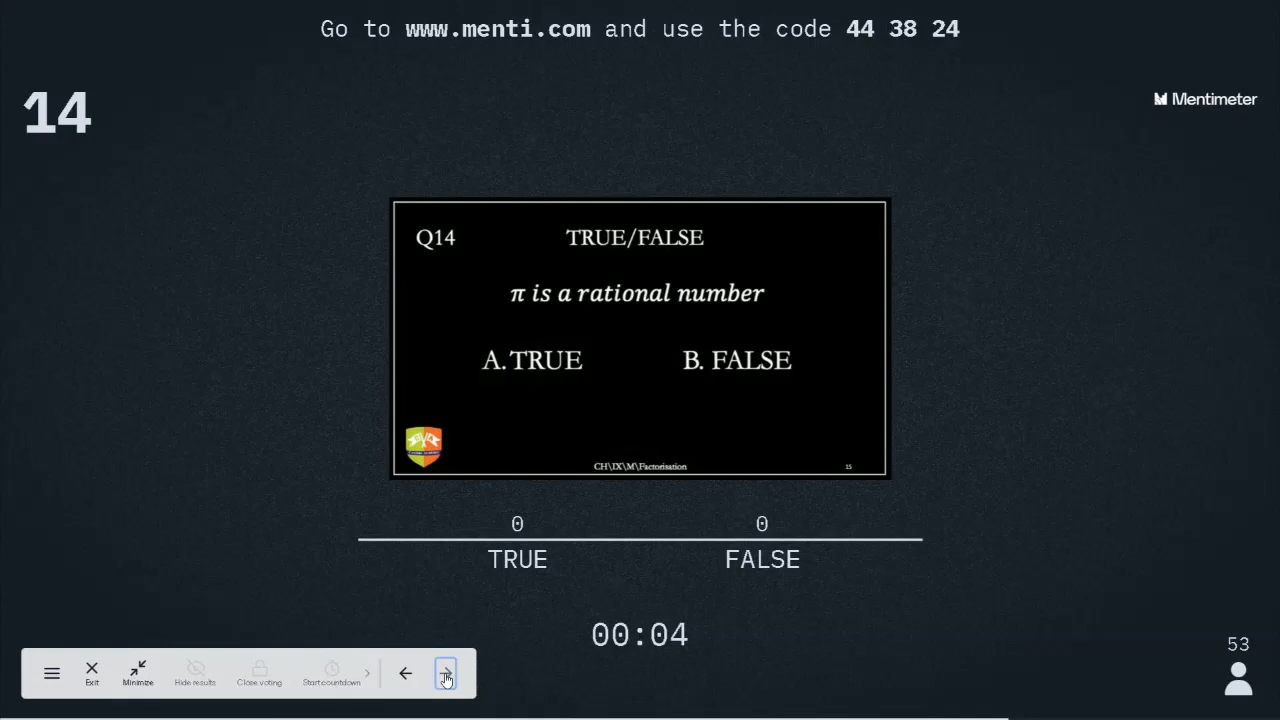 Go to www.menti.com and use the code 44 38 24
14
Mentimeter
Q14 TRUE/FALSE
π is a rational number
A. TRUE B. FALSE
CH\IX\M\Factorisation 15
0 0
TRUE FALSE
00:04
53
Exit Minimize Hide results Close voting Start countdown